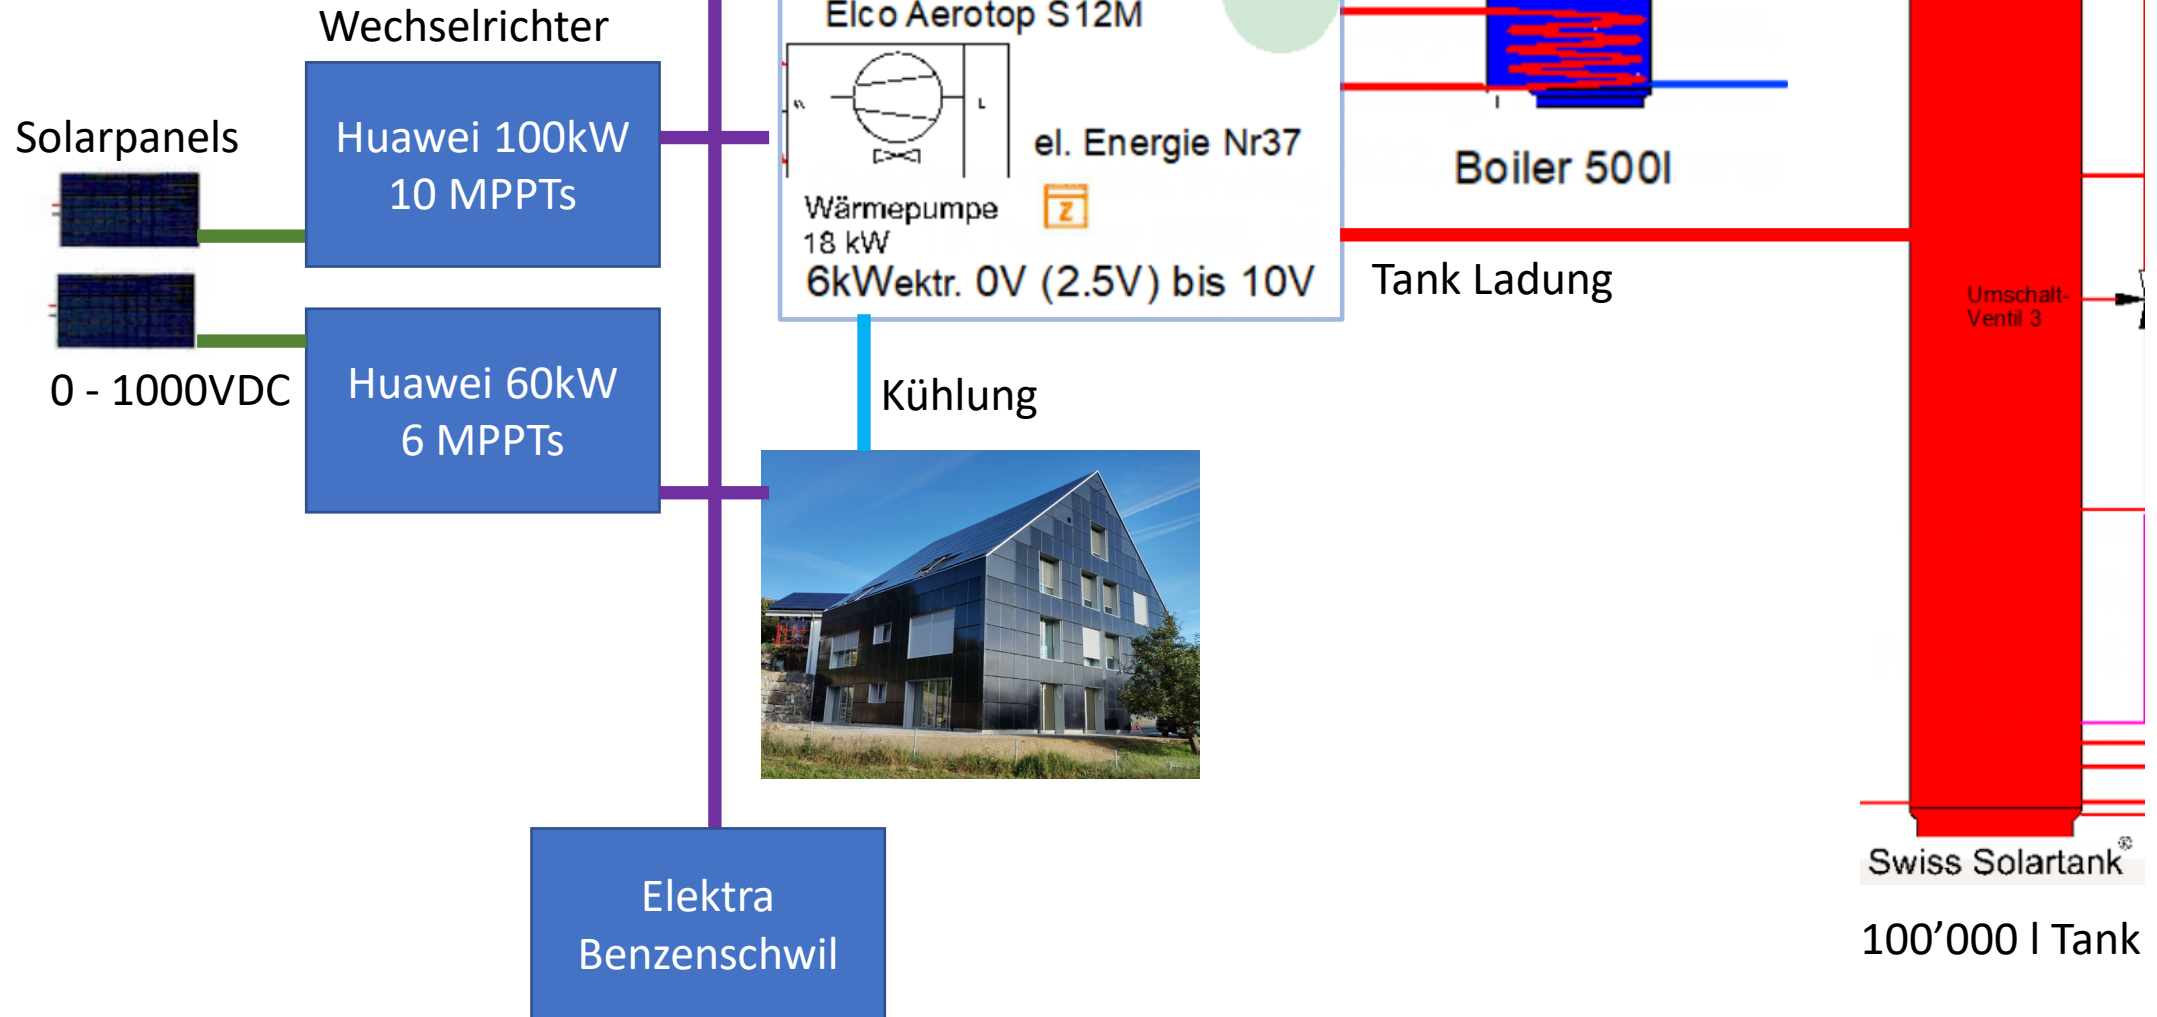 Wechselrichter
Elco Aerotop S12M
Solarpanels
Huawei 100kW
10 MPPTs
L
el. Energie Nr37
Boiler 500l
Wärmepumpe
Z
18 kW
6kWektr. 0V (2.5V) bis 10V
Tank Ladung
Umschalt-
Ventil 3
0 - 1000VDC
Huawei 60kW
6 MPPTs
Kühlung
Swiss Solartank®
Elektra
Benzenschwil
100’000 l Tank